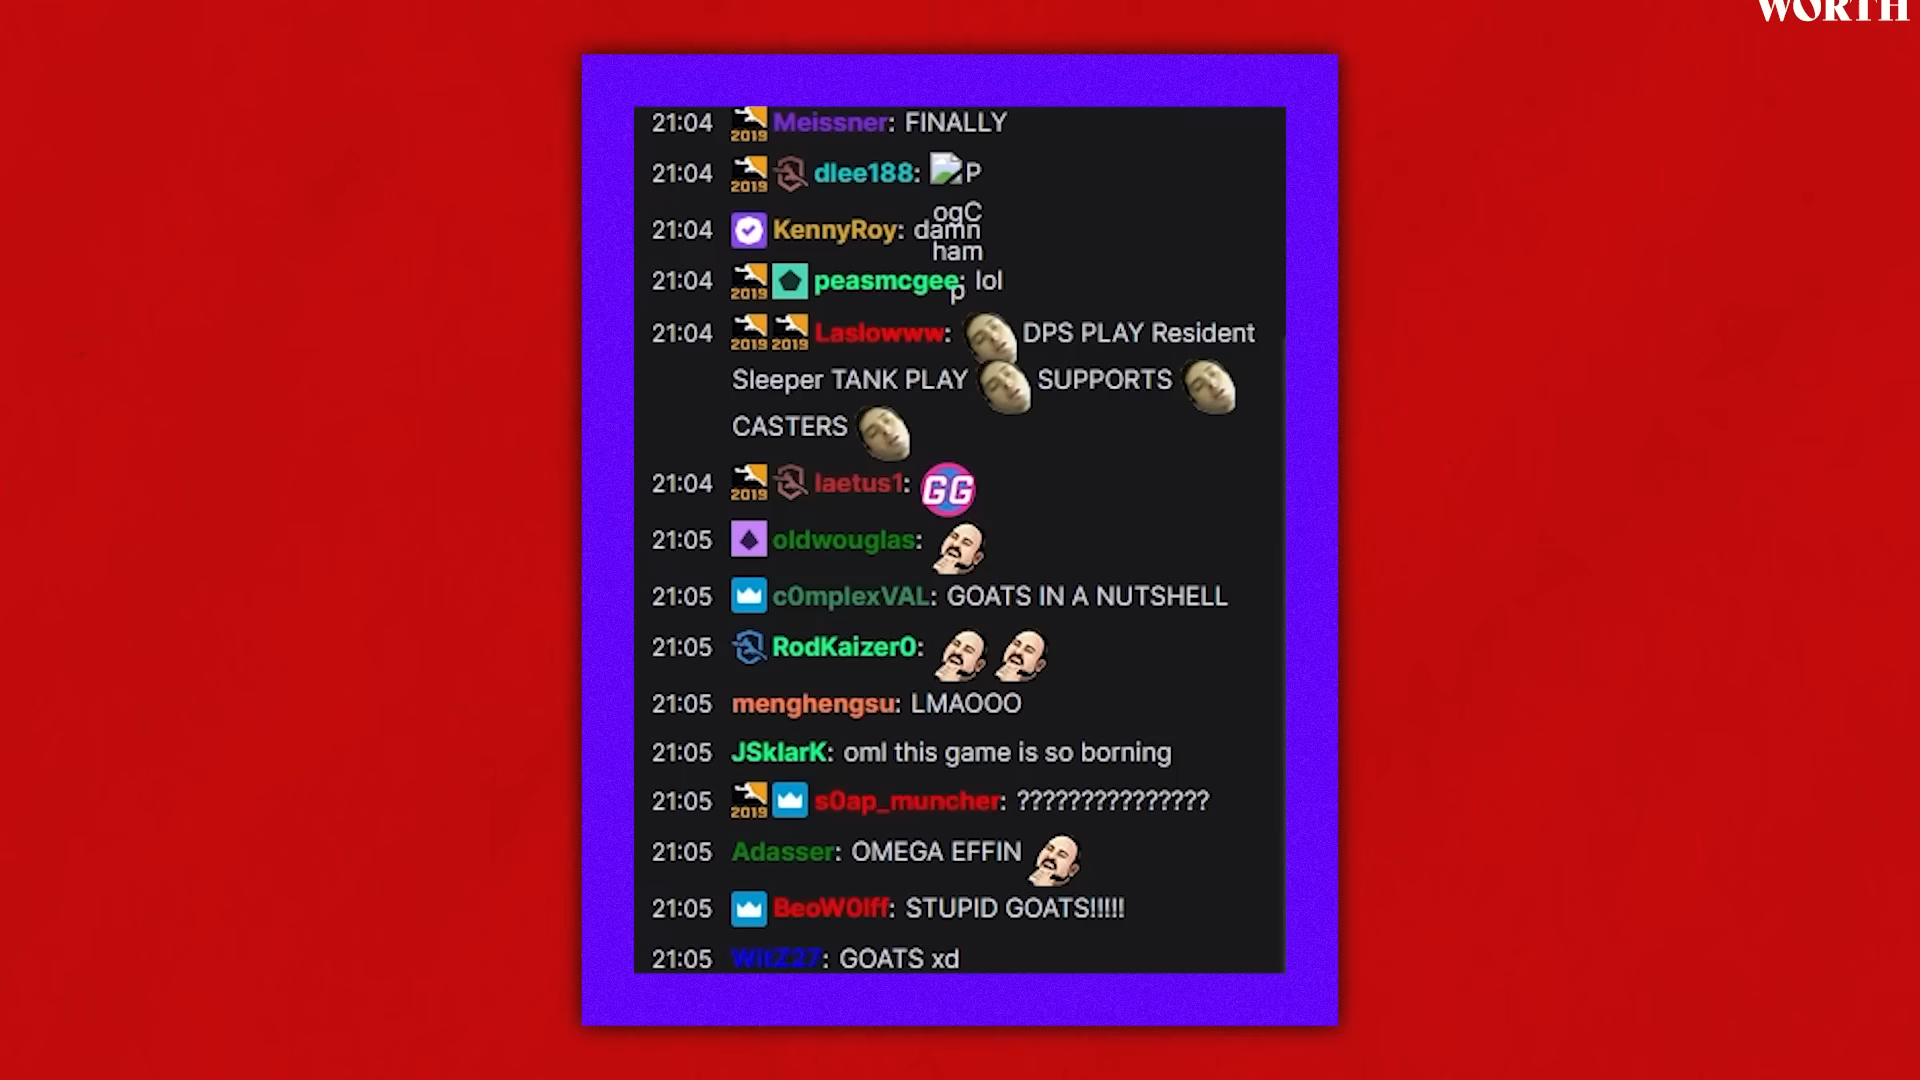 WORTH
21:04 2019 Meissner: FINALLY
21:04 2019 dlee188: P
ogC
ham
p
21:04 KennyRoy: damn
21:04 2019 peasmcgee: lol
21:04 2019 2019 Laslowww: DPS PLAY Resident
Sleeper TANK PLAY SUPPORTS
CASTERS
21:04 2019 laetus1: GG
21:05 oldwouglas:
21:05 c0mplexVAL: GOATS IN A NUTSHELL
21:05 RodKaizer0:
21:05 menghengsu: LMAOOO
21:05 JSklarK: oml this game is so borning
21:05 2019 s0ap_muncher: ???????????????
21:05 Adasser: OMEGA EFFIN
21:05 BeoW0lff: STUPID GOATS!!!!!
21:05 WitZ27: GOATS xd